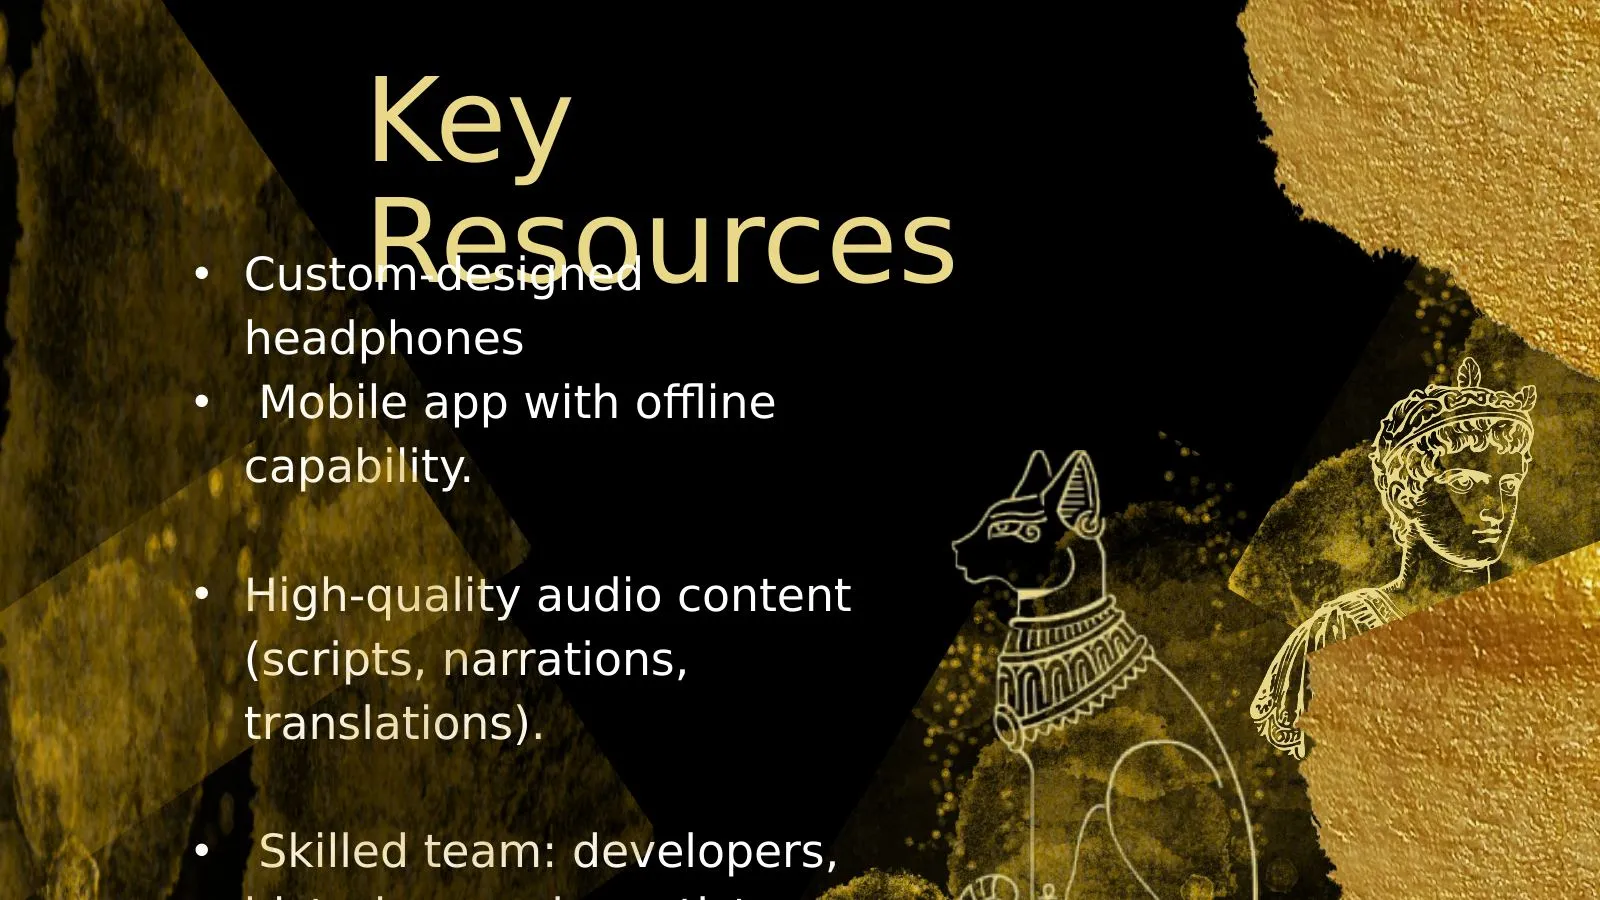 Key
Resources
• Custom-designed
headphones
• Mobile app with offline
capability.
• High-quality audio content
(scripts, narrations,
translations).
• Skilled team: developers,